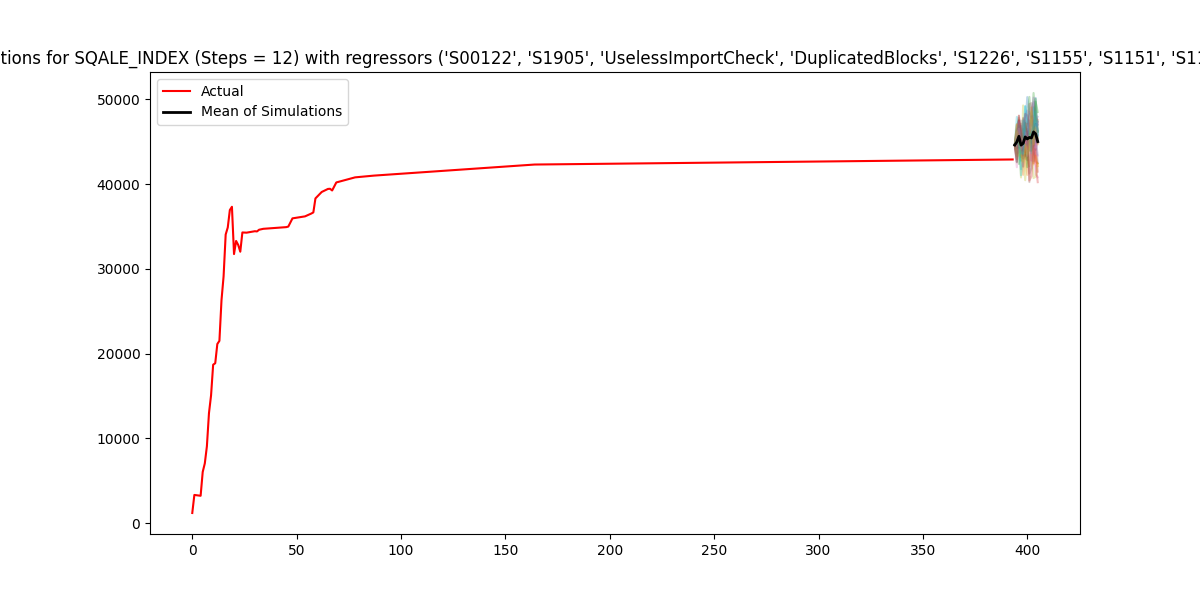 tions for SQALE_INDEX (Steps = 12) with regressors ('S00122', 'S1905', 'UselessImportCheck', 'DuplicatedBlocks', 'S1226', 'S1155', 'S1151', 'S11
Actual
Mean of Simulations
50000
40000
30000
20000
10000
0
0 50 100 150 200 250 300 350 400